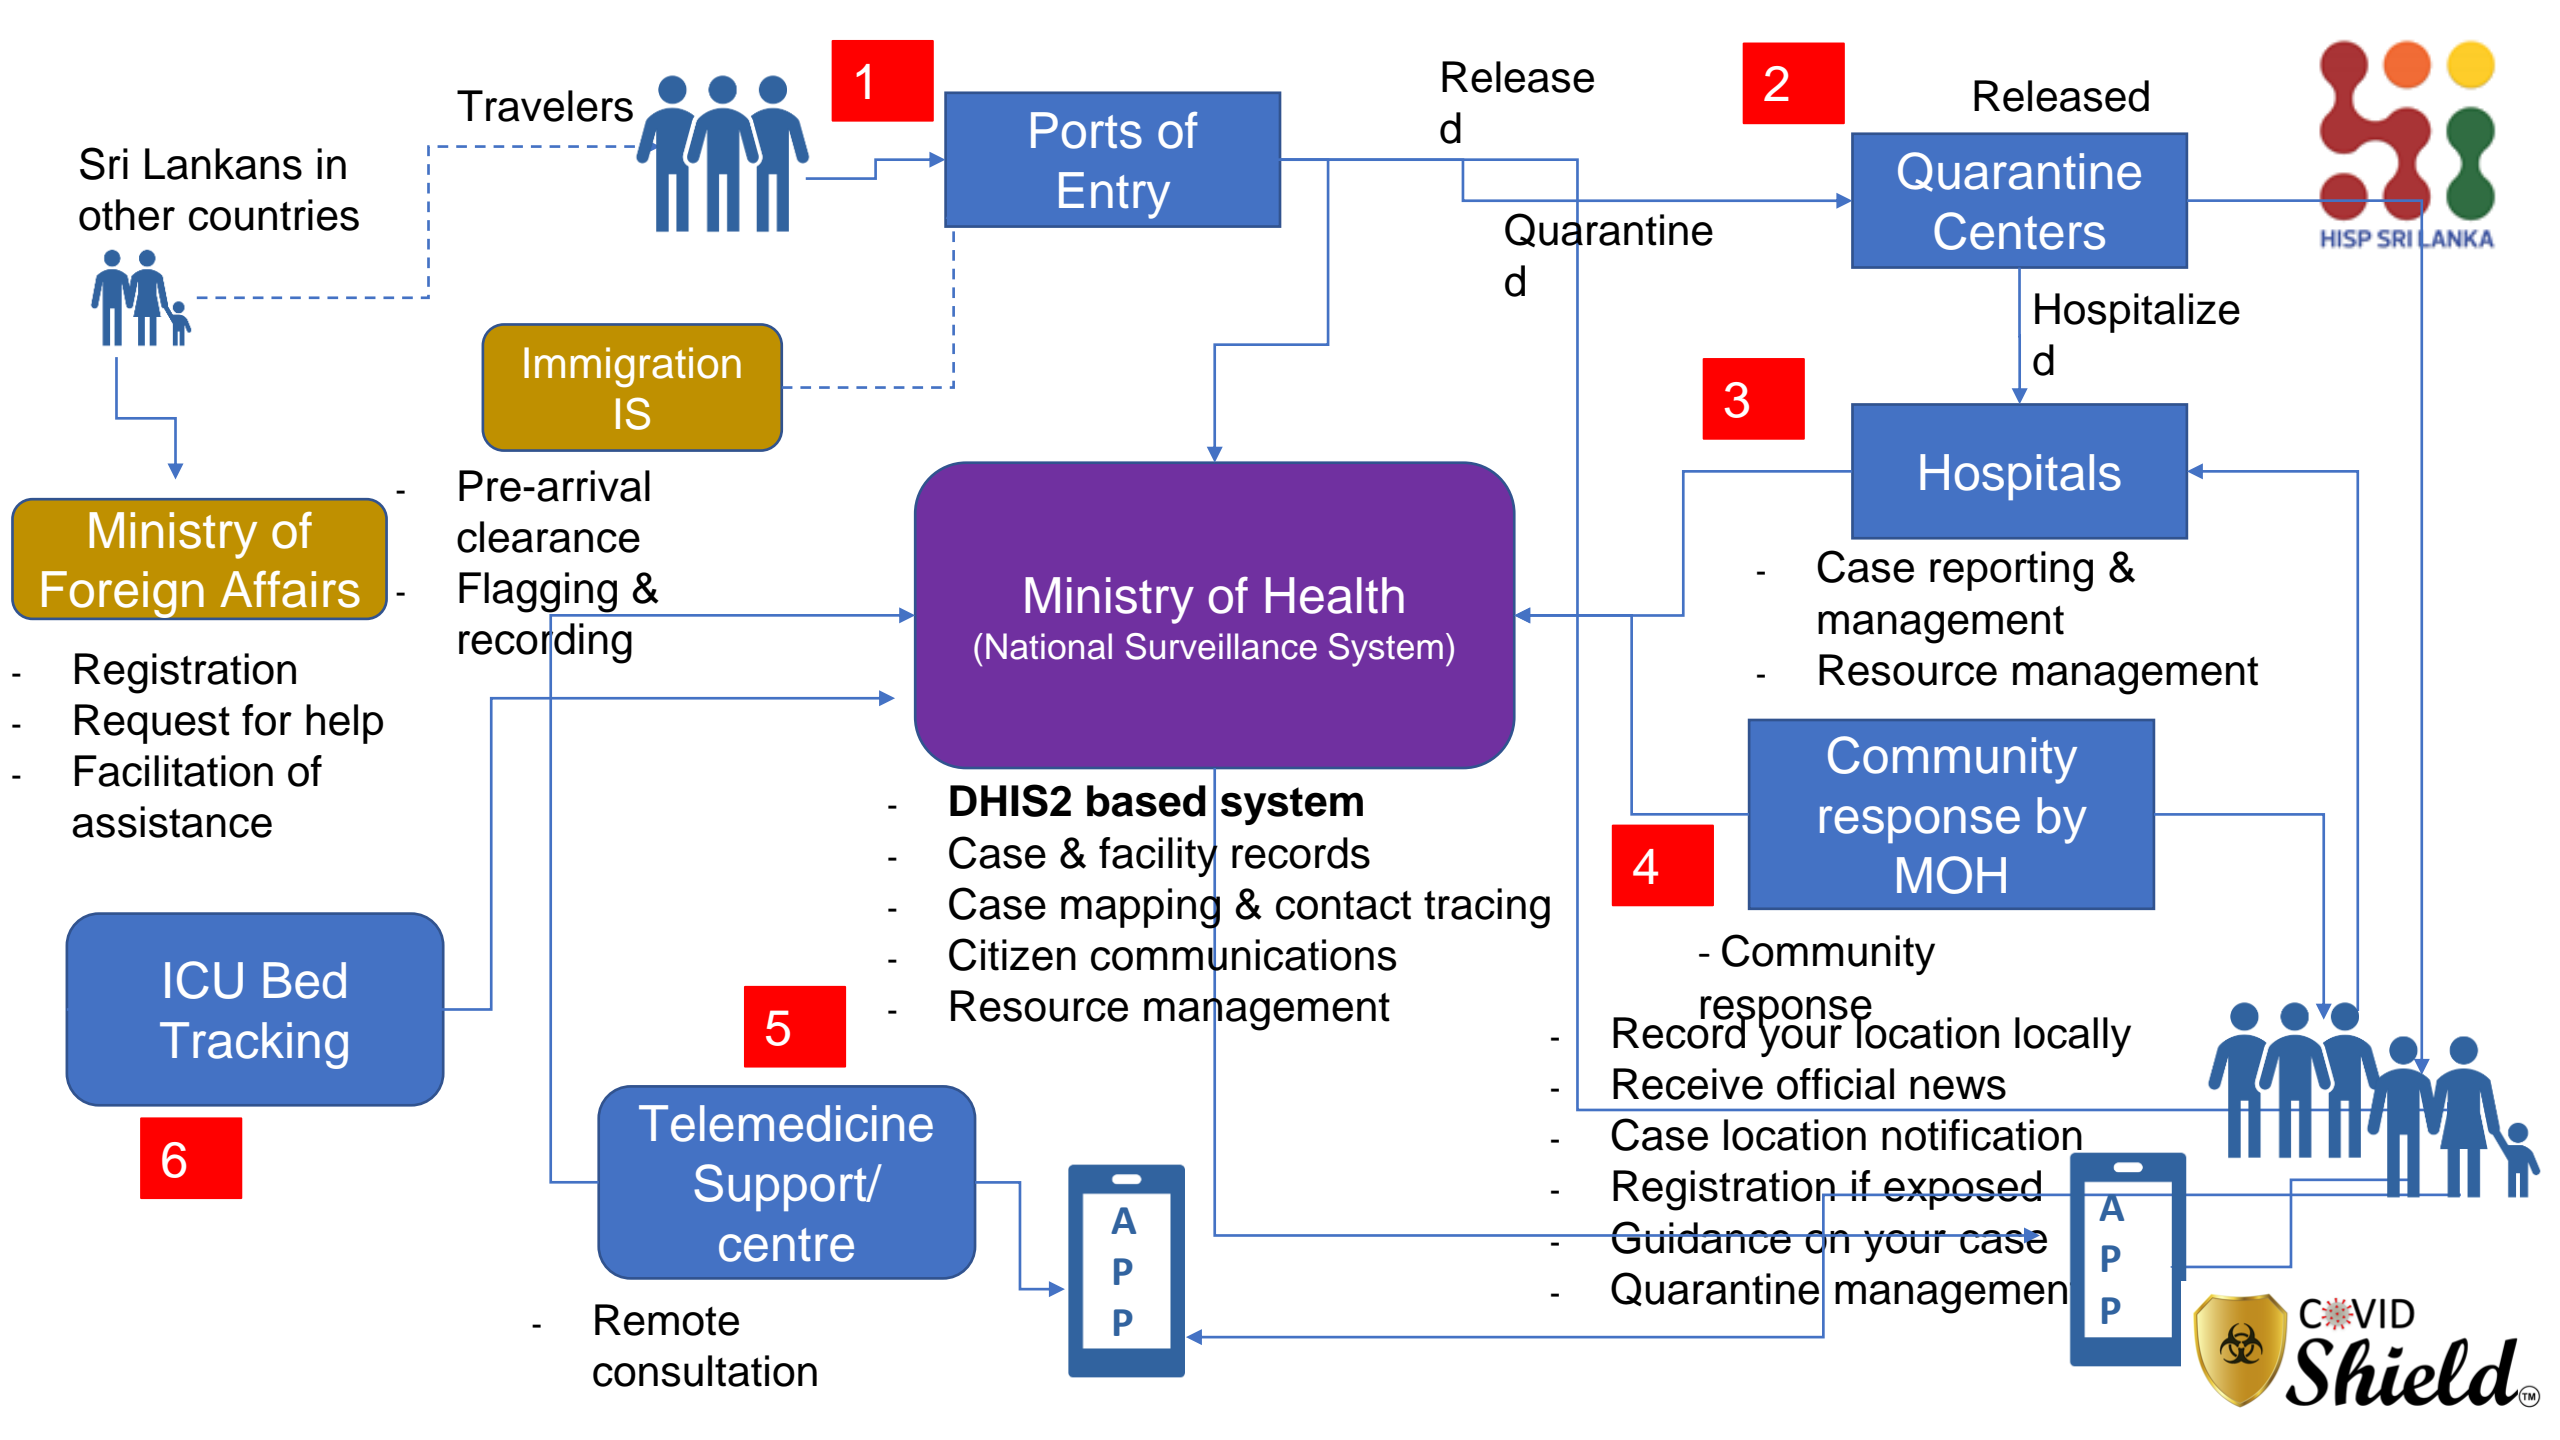 Travelers
1
Ports of
Entry
Release
d
2
Released
Quarantine
Centers
HISP SRI LANKA
Sri Lankans in
other countries
Quarantine
d
Hospitalize
d
Immigration
IS
3
Hospitals
- Pre-arrival
clearance
- Flagging &
recording
Ministry of
Foreign Affairs
- Registration
- Request for help
- Facilitation of
assistance
Ministry of Health
(National Surveillance System)
- Case reporting &
management
- Resource management
- DHIS2 based system
- Case & facility records
- Case mapping & contact tracing
- Citizen communications
- Resource management
Community
response by
MOH
4
- Community
response
ICU Bed
Tracking
6
5
Telemedicine
Support/
centre
- Remote
consultation
A
P
P
- Record your location locally
- Receive official news
- Case location notification
- Registration if exposed
- Guidance on your case
- Quarantine managemen
A
P
P
COVID
Shield TM